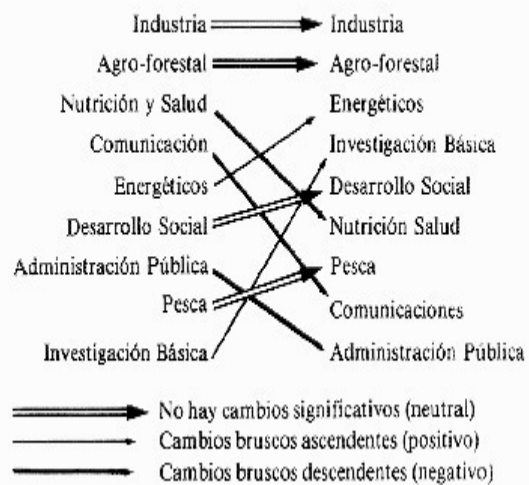 Industria Industria
Agro-forestal Agro-forestal
Nutrición y Salud Energéticos
Comunicación Investigación Básica
Energéticos Desarrollo Social
Desarrollo Social Nutrición Salud
Administración Pública Pesca
Pesca Comunicaciones
Investigación Básica Administración Pública
No hay cambios significativos (neutral)
Cambios bruscos ascendentes (positivo)
Cambios bruscos descendentes (negativo)